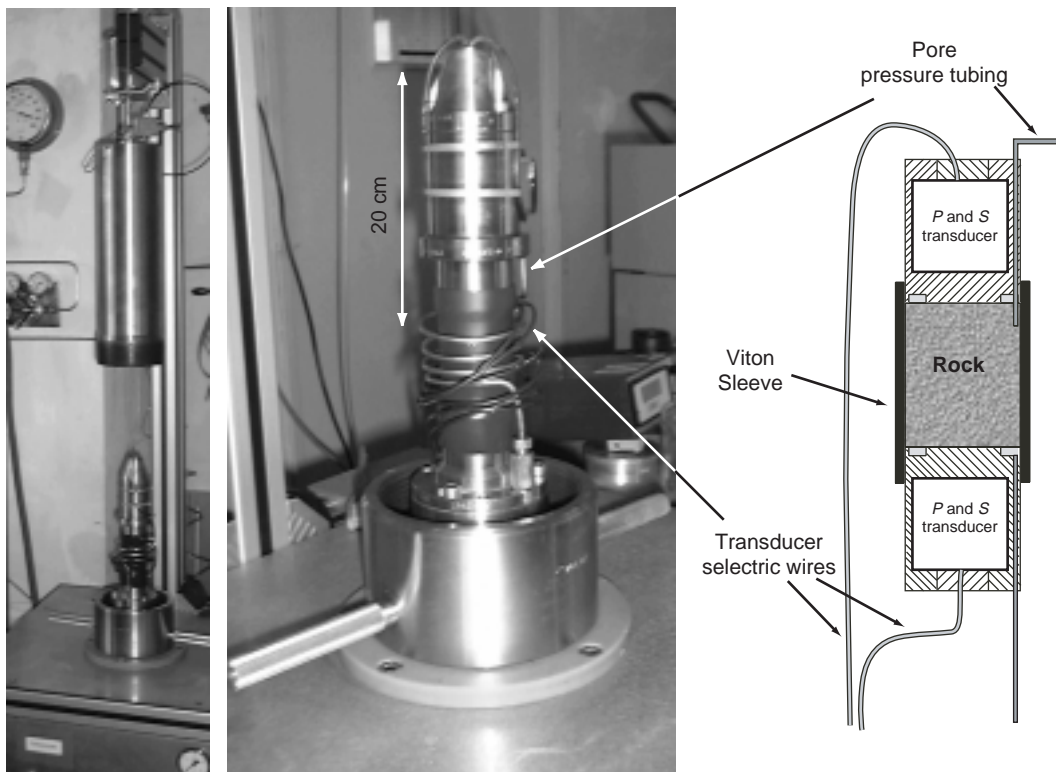 20 cm
Pore
pressure tubing
P and S
transducer
Viton
Sleeve
Rock
P and S
transducer
Transducer
selectric wires